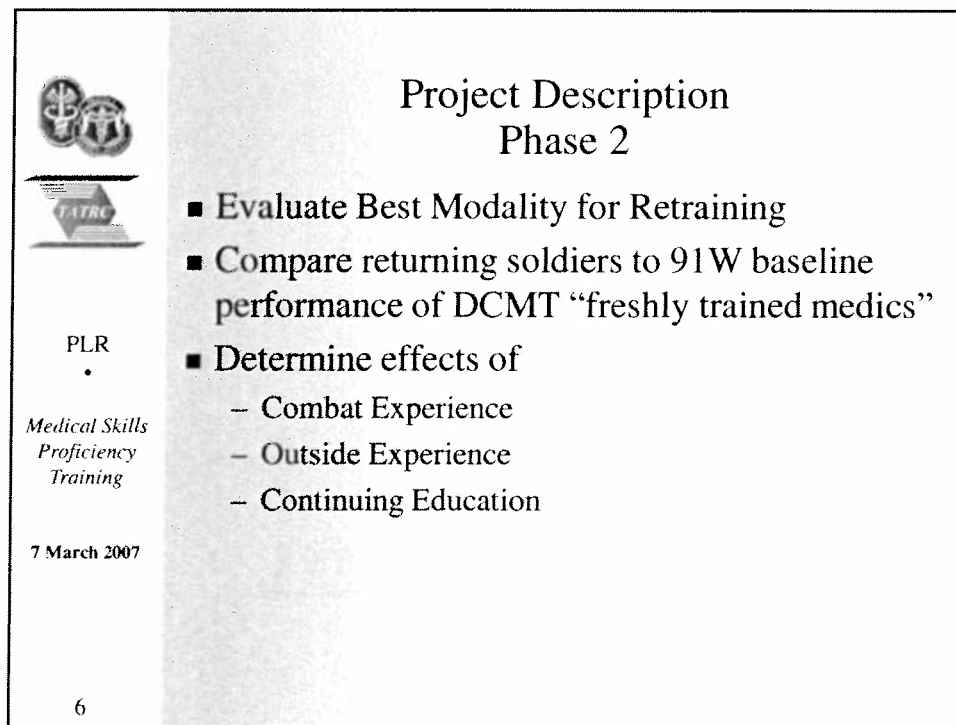 Project Description
Phase 2
TATRC
PLR
•
Medical Skills
Proficiency
Training
7 March 2007
6
■ Evaluate Best Modality for Retraining
■ Compare returning soldiers to 91W baseline
performance of DCMT “freshly trained medics”
■ Determine effects of
– Combat Experience
– Outside Experience
– Continuing Education